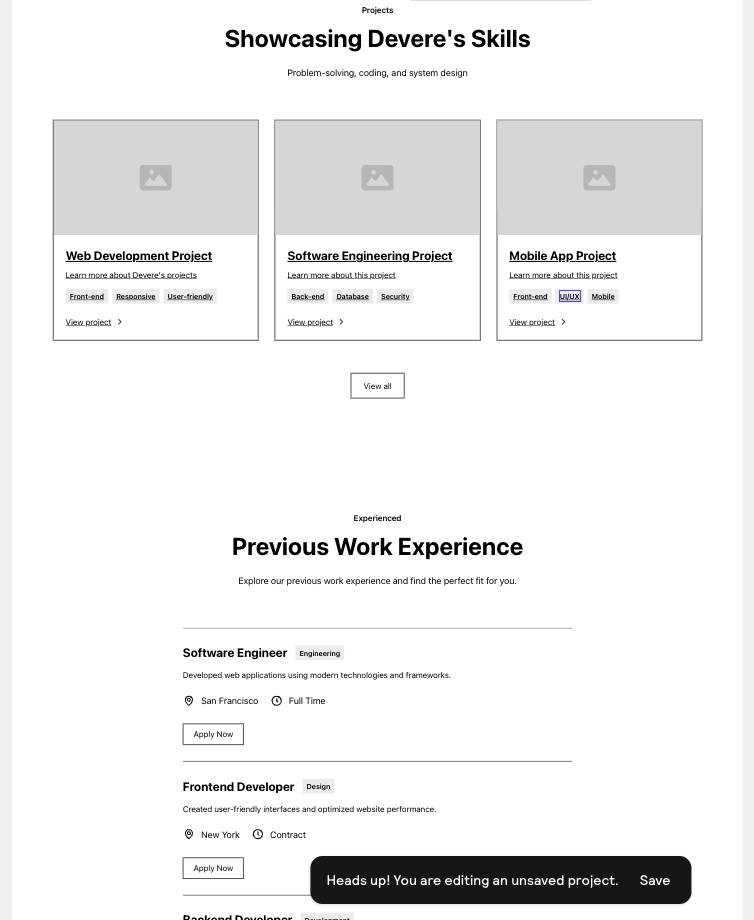 Projects
Showcasing Devere's Skills
Problem-solving, coding, and system design
Web Development Project
Learn more about Devere's projects
Front-end Responsive User-friendly
View project
Software Engineering Project
Learn more about this project
Back-end Database Security
View project
Mobile App Project
Learn more about this project
Front-end UI/UX Mobile
View project
View all
Experienced
Previous Work Experience
Explore our previous work experience and find the perfect fit for you.
Software Engineer Engineering
Developed web applications using modern technologies and frameworks.
San Francisco Full Time
Apply Now
Frontend Developer Design
Created user-friendly interfaces and optimized website performance.
New York Contract
Apply Now
Heads up! You are editing an unsaved project. Save
Backend Developer Development